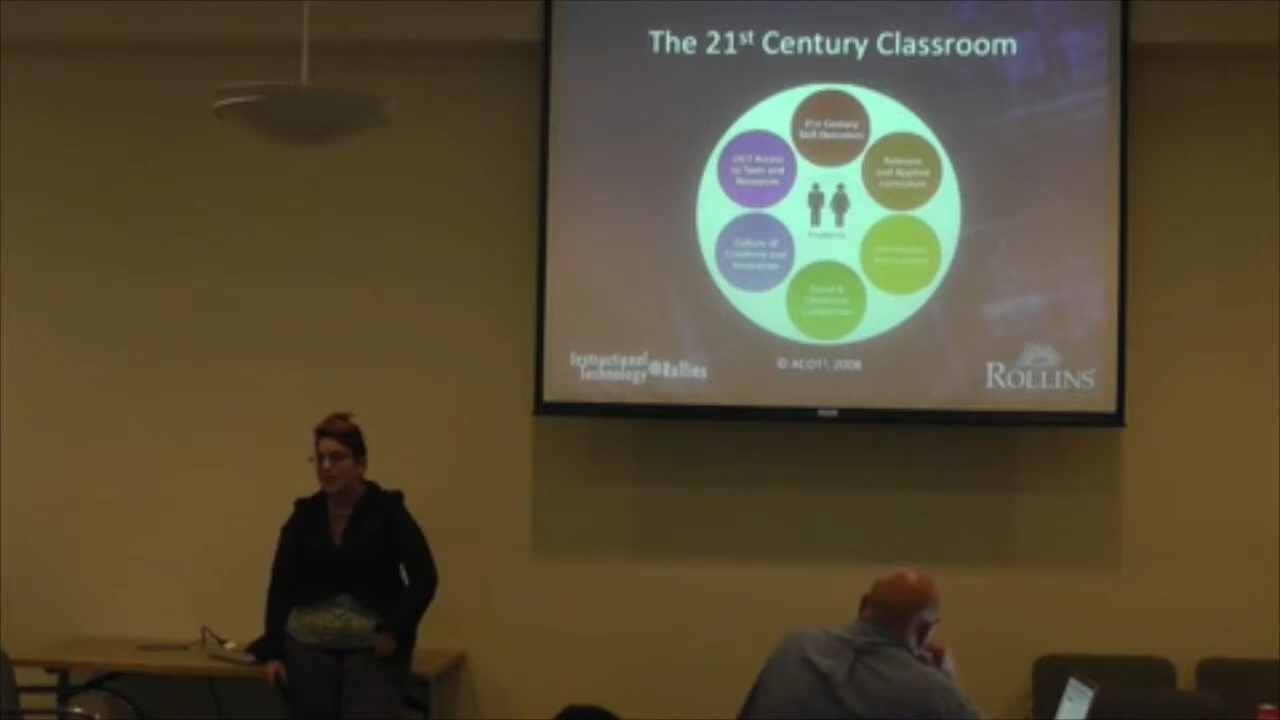 The 21st Century Classroom
21st Century
Skill Outcomes
24/7 Access
to Tools and
Resources
Relevant
and Applied
Curriculum
Culture of
Creativity and
Innovation
Social &
Emotional
Students
Instructional
Technology @Rollins
© ACOT², 2008
ROLLINS